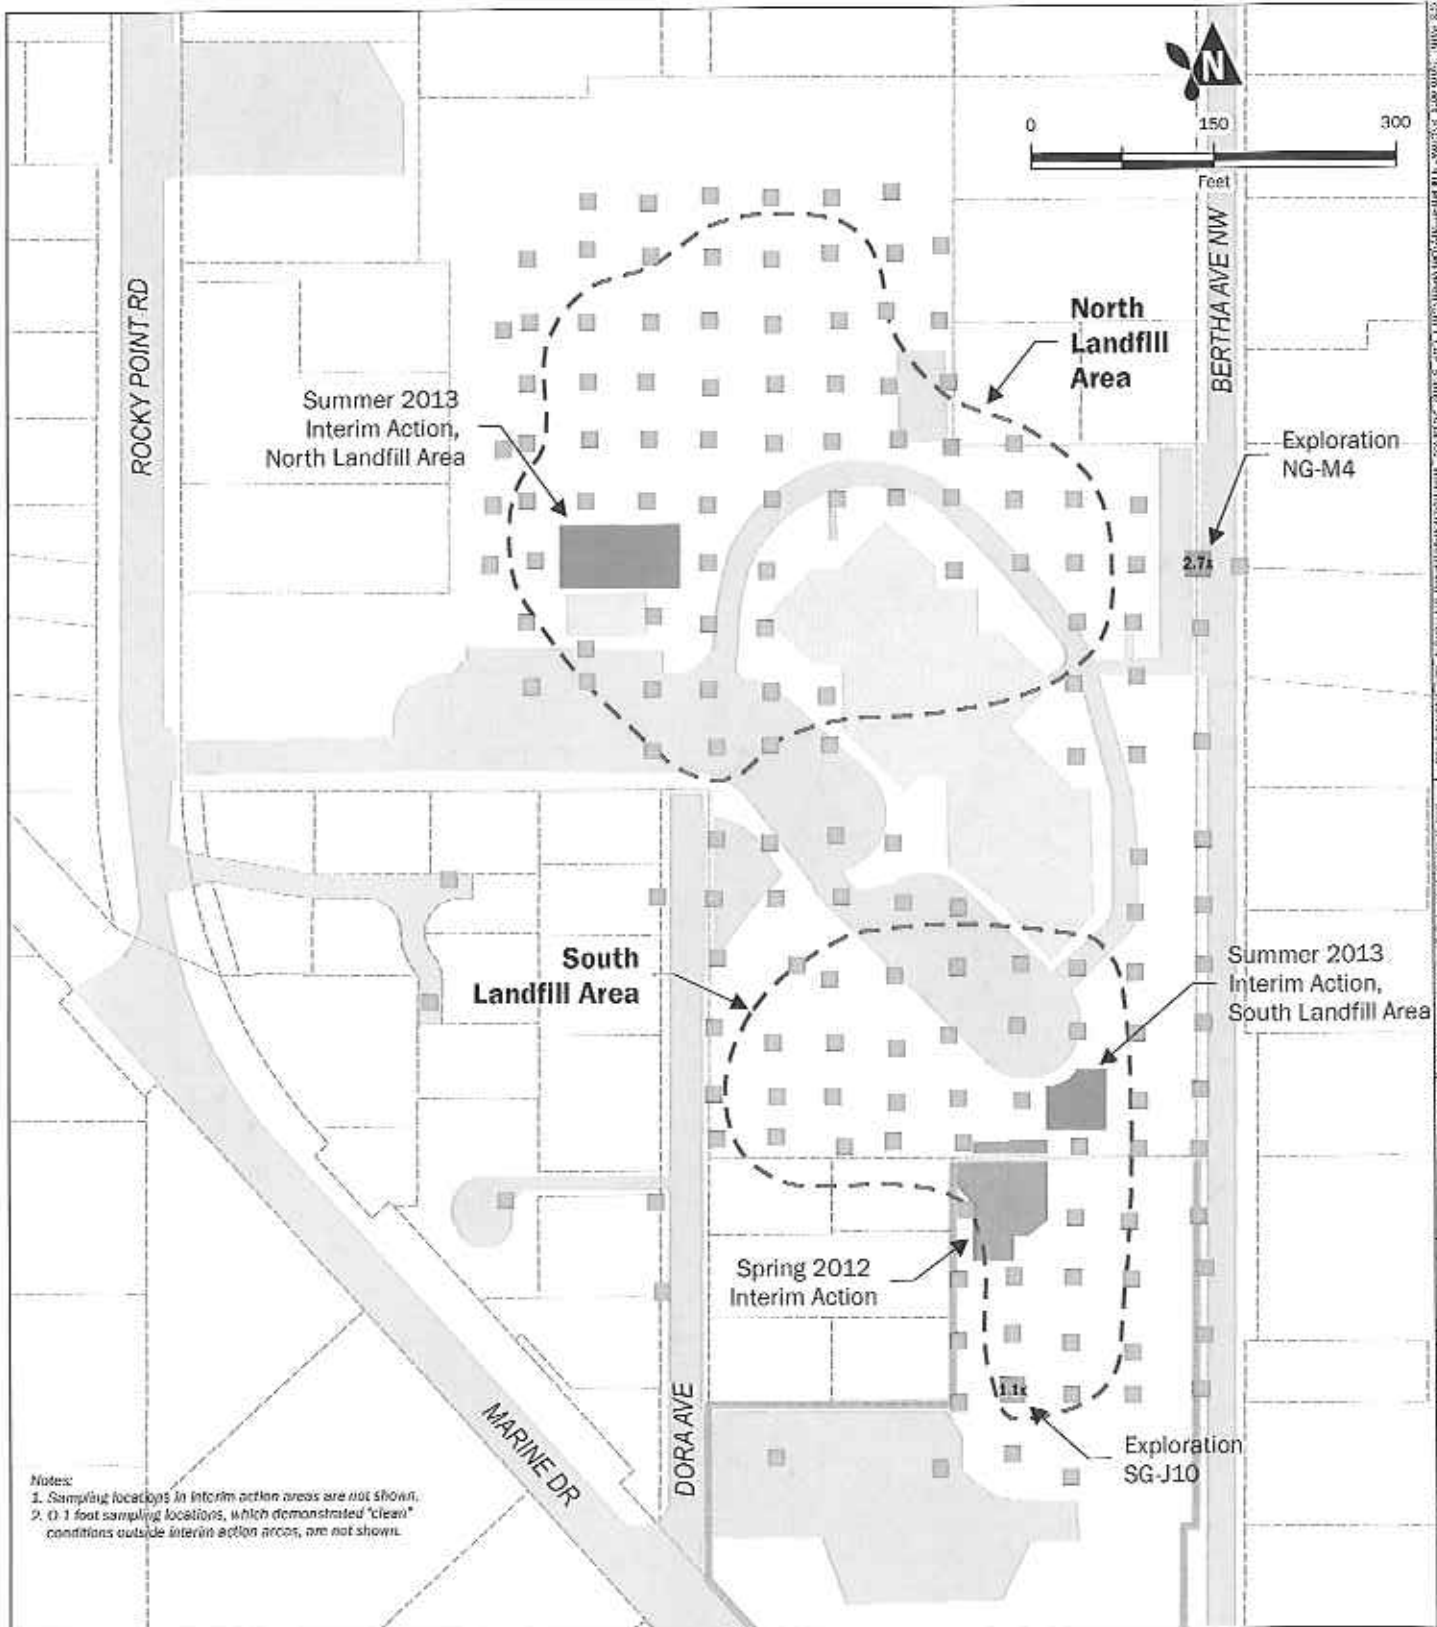 N
0 150 300
Feet
ROCKY POINT RD
BERTHA AVE NW
North
Landfill
Area
Summer 2013
Interim Action,
North Landfill Area
Exploration
NG-M4
2.7x
South
Landfill Area
Summer 2013
Interim Action,
South Landfill Area
Spring 2012
Interim Action
1.1x
MARINE DR
DORA AVE
Exploration
SG-J10
Notes:
1. Sampling locations in interim action areas are not shown.
2. 0-1 foot sampling locations, which demonstrated "clean"
conditions outside interim action areas, are not shown.